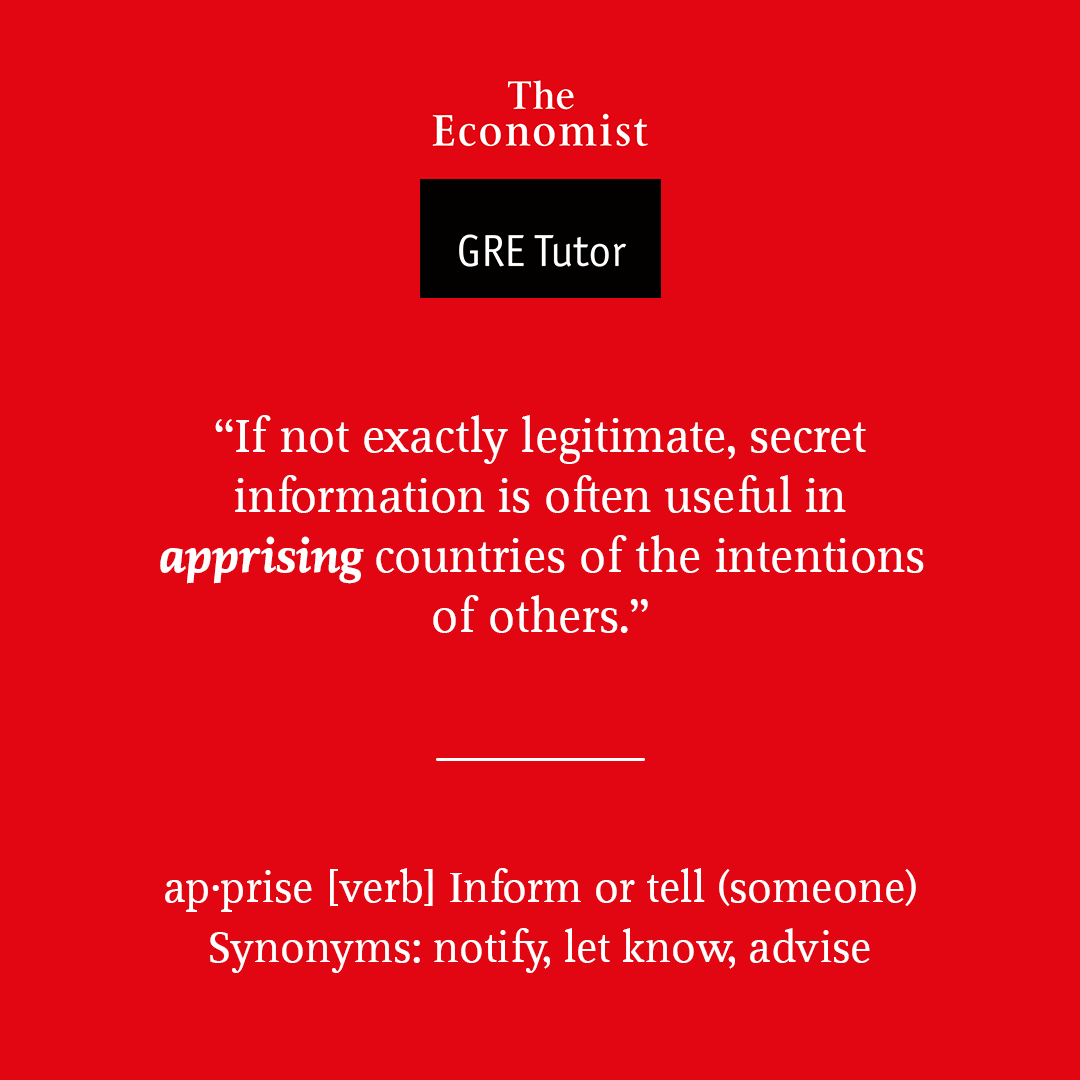 The
Economist
GRE Tutor
“If not exactly legitimate, secret
information is often useful in
apprising countries of the intentions
of others.”
ap·prise [verb] Inform or tell (someone)
Synonyms: notify, let know, advise